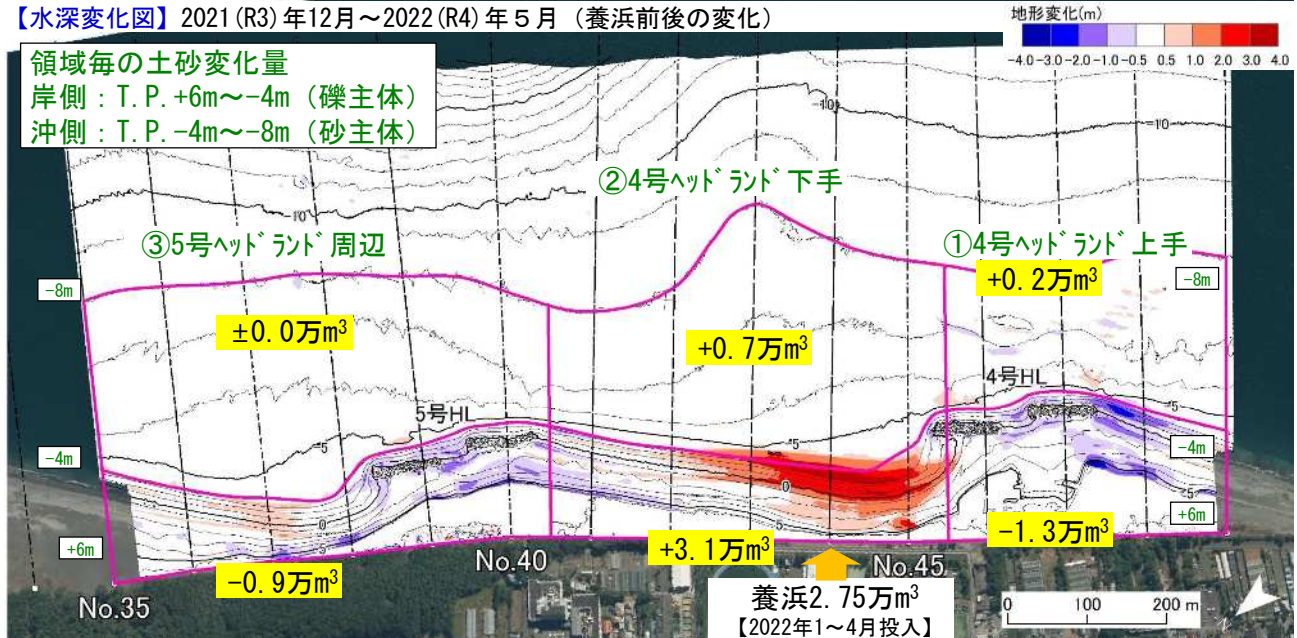 【水深変化図】2021(R3)年12月～2022(R4)年５月（養浜前後の変化）
地形変化(m)
-4.0 -3.0 -2.0 -1.0 -0.5 0.5 1.0 2.0 3.0 4.0
領域毎の土砂変化量
岸側：T.P.+6m～-4m（礫主体）
沖側：T.P.-4m～-8m（砂主体）
-10
-10
-10
②4号ﾍｯﾄﾞﾗﾝﾄﾞ下手
③5号ﾍｯﾄﾞﾗﾝﾄﾞ周辺
①4号ﾍｯﾄﾞﾗﾝﾄﾞ上手
+0.2万m³
-8m
-8m
±0.0万m³
+0.7万m³
4号HL
5号HL
-5
-5
-5
-4m
-4m
0
0
5
5
5
+6m
+6m
-0.9万m³
+3.1万m³
-1.3万m³
No.35
No.40
No.45
養浜2.75万m³
【2022年1～4月投入】
0 100 200 m